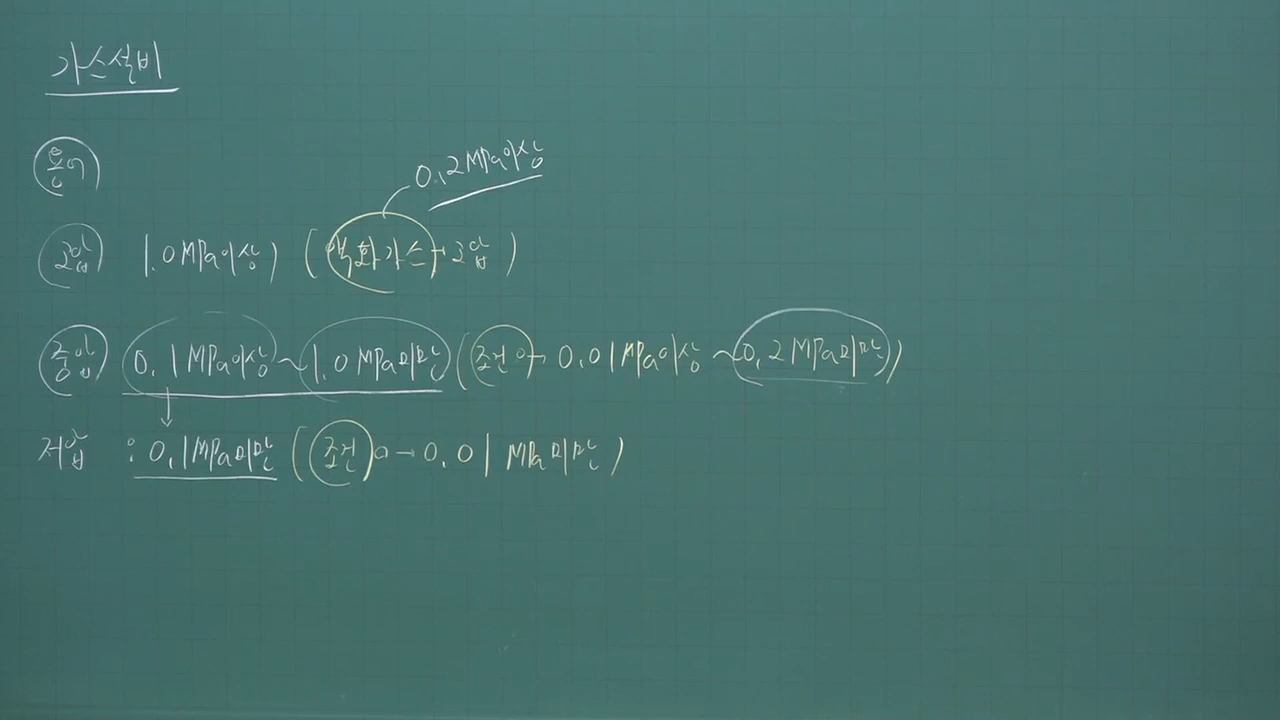 가스설비
용어
0.2MPa이상
고압 1.0MPa이상) (액화가스→고압)
중압 0.1MPa이상~1.0MPa미만(조건0→0.01MPa이상~0.2MPa미만)
저압 : 0.1MPa미만 (조건0→0.01MPa미만)